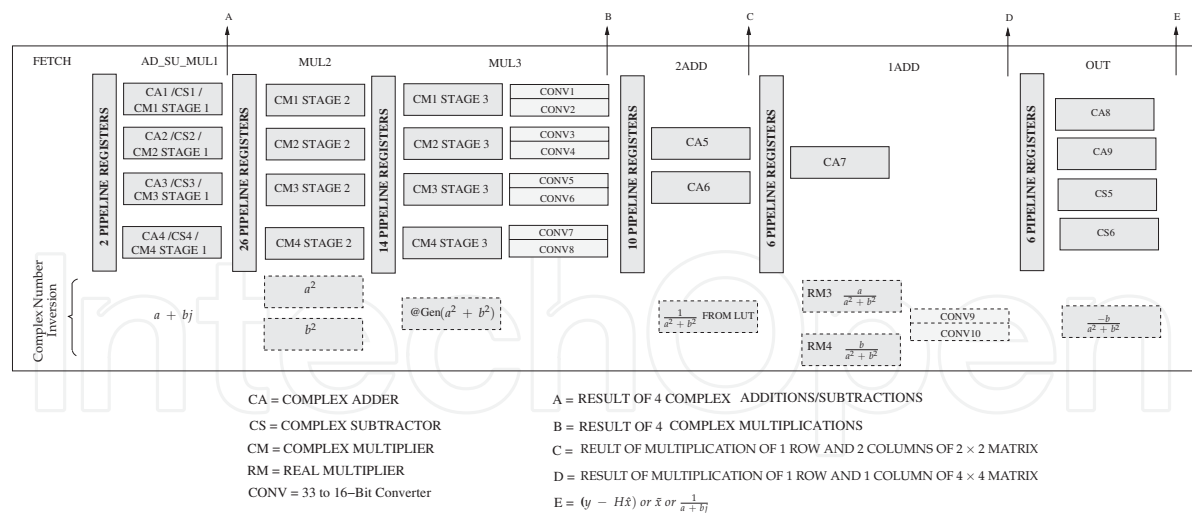 A B C D E
FETCH AD_SU_MUL1 MUL2 MUL3 2ADD 1ADD OUT
2 PIPELINE REGISTERS
CA1 /CS1 /
CM1 STAGE 1
CA2 /CS2 /
CM2 STAGE 1
CA3 /CS3 /
CM3 STAGE 1
CA4 /CS4 /
CM4 STAGE 1
26 PIPELINE REGISTERS
CM1 STAGE 2
CM2 STAGE 2
CM3 STAGE 2
CM4 STAGE 2
14 PIPELINE REGISTERS
CM1 STAGE 3
CM2 STAGE 3
CM3 STAGE 3
CM4 STAGE 3
CONV1
CONV2
CONV3
CONV4
CONV5
CONV6
CONV7
CONV8
10 PIPELINE REGISTERS
CA5
CA6
6 PIPELINE REGISTERS
CA7
6 PIPELINE REGISTERS
CA8
CA9
CS5
CS6
Complex Number
Inversion
a + bj
a²
b²
@Gen(a² + b²)
1/(a² + b²) FROM LUT
RM3 a/(a² + b²)
RM4 b/(a² + b²)
CONV9
CONV10
−b/(a² + b²)
IntechOpen
CA = COMPLEX ADDER
CS = COMPLEX SUBTRACTOR
CM = COMPLEX MULTIPLIER
RM = REAL MULTIPLIER
CONV = 33 to 16−Bit Converter
A = RESULT OF 4 COMPLEX ADDITIONS/SUBTRACTIONS
B = RESULT OF 4 COMPLEX MULTIPLICATIONS
C = REULT OF MULTIPLICATION OF 1 ROW AND 2 COLUMNS OF 2 × 2 MATRIX
D = RESULT OF MULTIPLICATION OF 1 ROW AND 1 COLUMN OF 4 × 4 MATRIX
E = (y − Hx̂) or x̄ or 1/(a + bj)